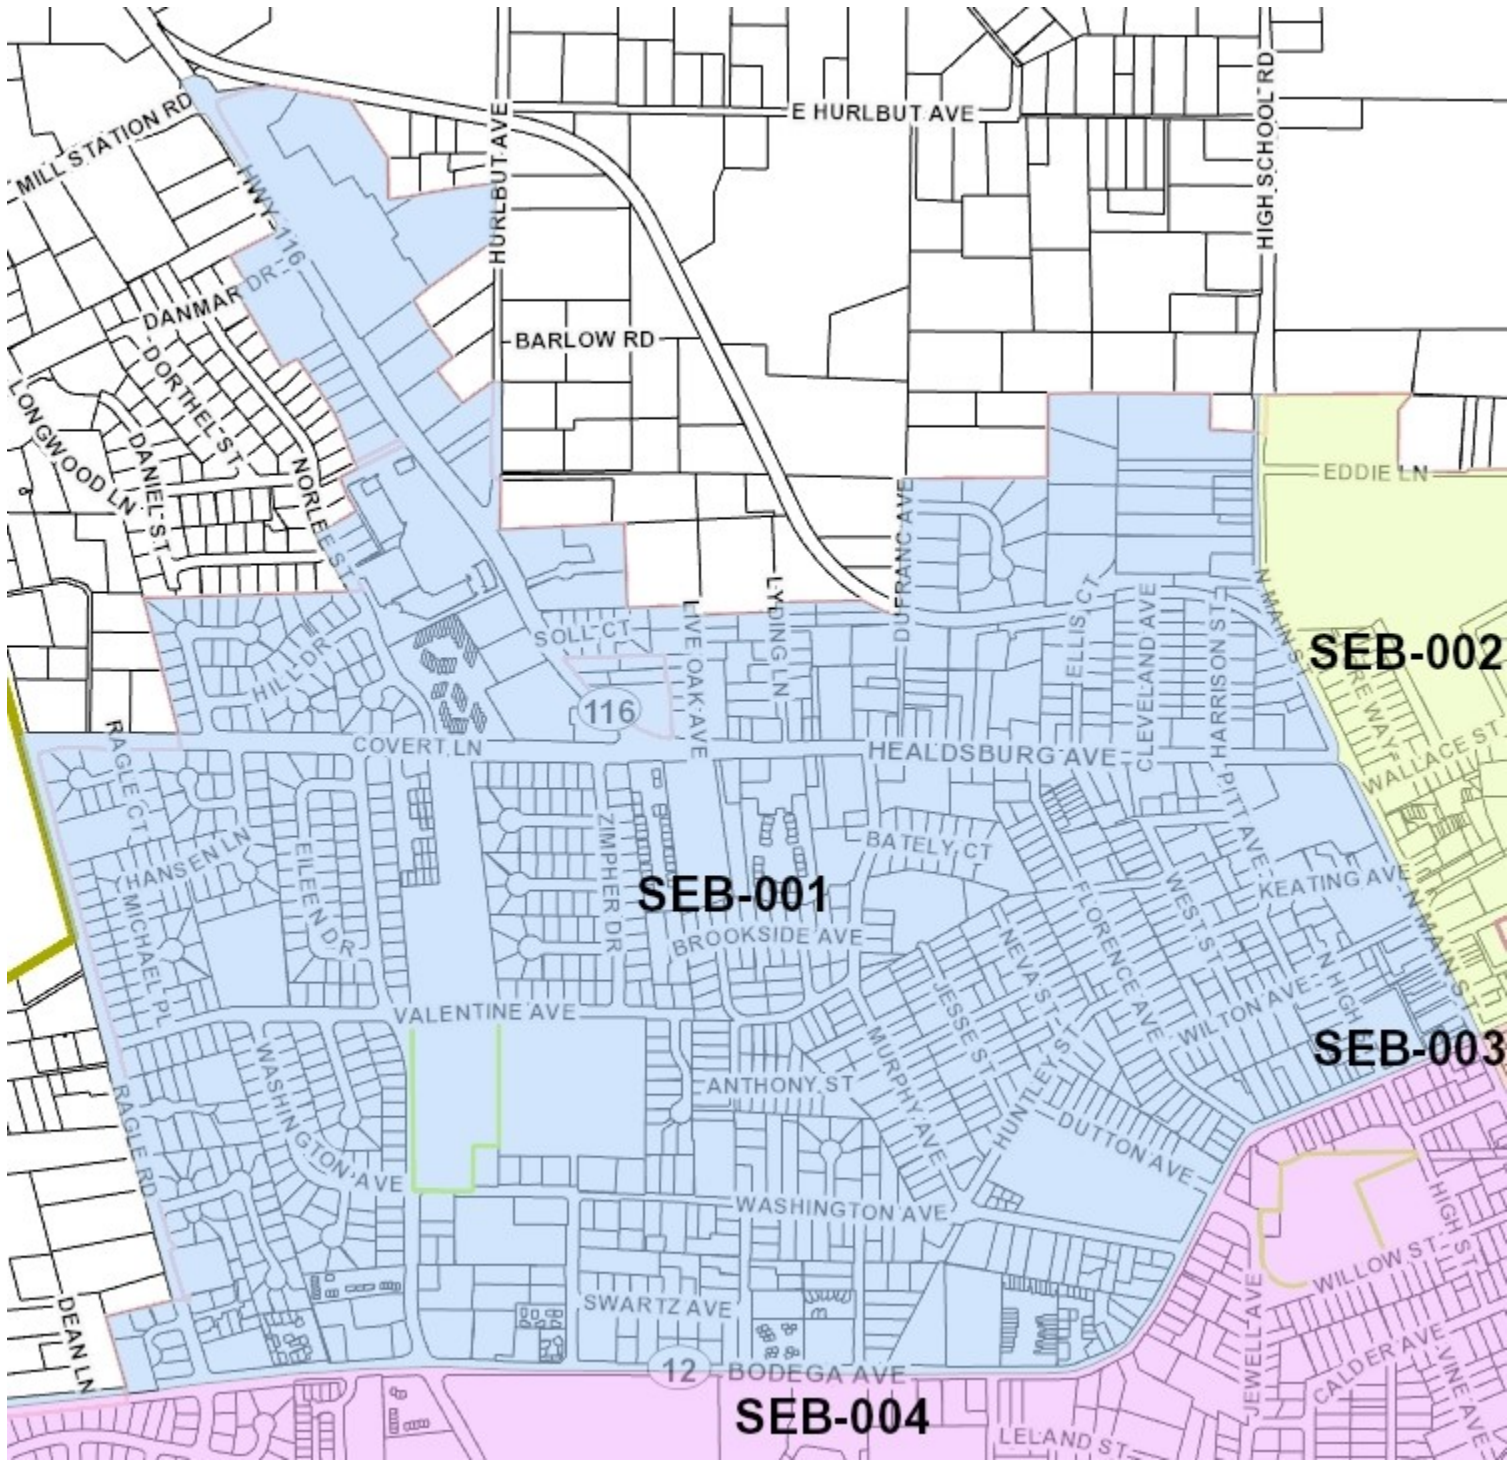 E HURLBUT AVE
MILL STATION RD
HURLBUT AVE
HIGH SCHOOL RD
HWY 116
DANMAR DR
BARLOW RD
DORTHEL ST
LONGWOOD LN
DANIEL ST
NORLEE ST
EDDIE LN
DUFRANC AVE
LYDING LN
LIVE OAK AVE
SOLL CT
ELLIS CT
CLEVELAND AVE
HARRISON ST
N MAIN ST
SEB-002
HILL DR
116
COVERT LN
HEALDSBURG AVE
WALLACE ST
RAGLE CT
HANSEN LN
EILEEN DR
ZIMPHER DR
BATELY CT
PITT AVE
KEATING AVE
SEB-001
MICHAEL PL
BROOKSIDE AVE
FLORENCE AVE
WEST ST
N MAIN ST
NEVA ST
JESSE ST
N HIGH
WILTON AVE
VALENTINE AVE
SEB-003
WASHINGTON AVE
MURPHY AVE
HUNTLEY ST
ANTHONY ST
RAGLE RD
DUTTON AVE
WASHINGTON AVE
HIGH ST
WILLOW ST
DEAN LN
SWARTZ AVE
JEWELL AVE
CALDER AVE
VINE AVE
12
BODEGA AVE
SEB-004
LELAND ST